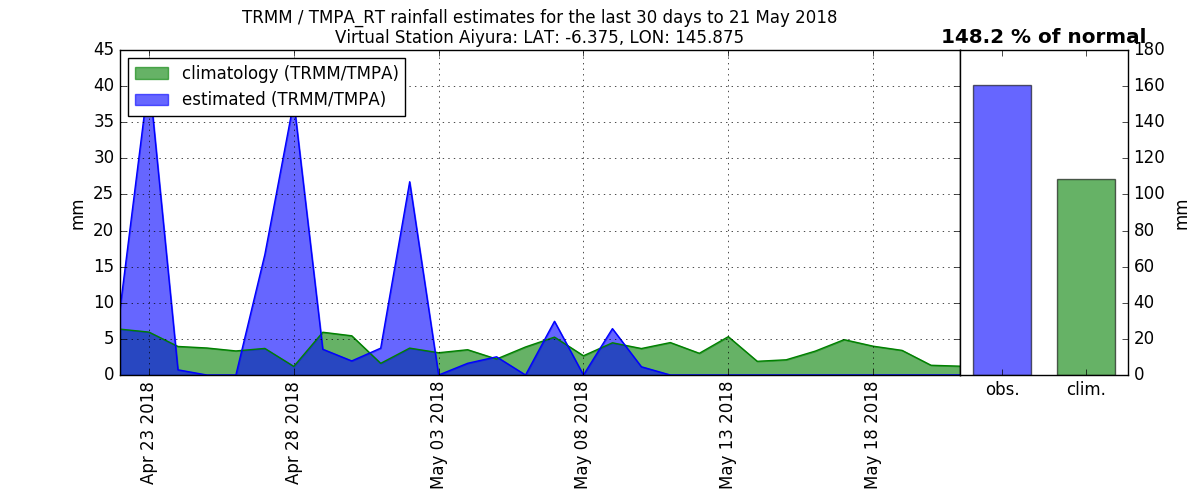 TRMM / TMPA_RT rainfall estimates for the last 30 days to 21 May 2018
Virtual Station Aiyura: LAT: -6.375, LON: 145.875
148.2 % of normal
climatology (TRMM/TMPA)
estimated (TRMM/TMPA)
mm
45
40
35
30
25
20
15
10
5
0
Apr 23 2018
Apr 28 2018
May 03 2018
May 08 2018
May 13 2018
May 18 2018
180
160
140
120
100
80
60
40
20
0
mm
obs.
clim.